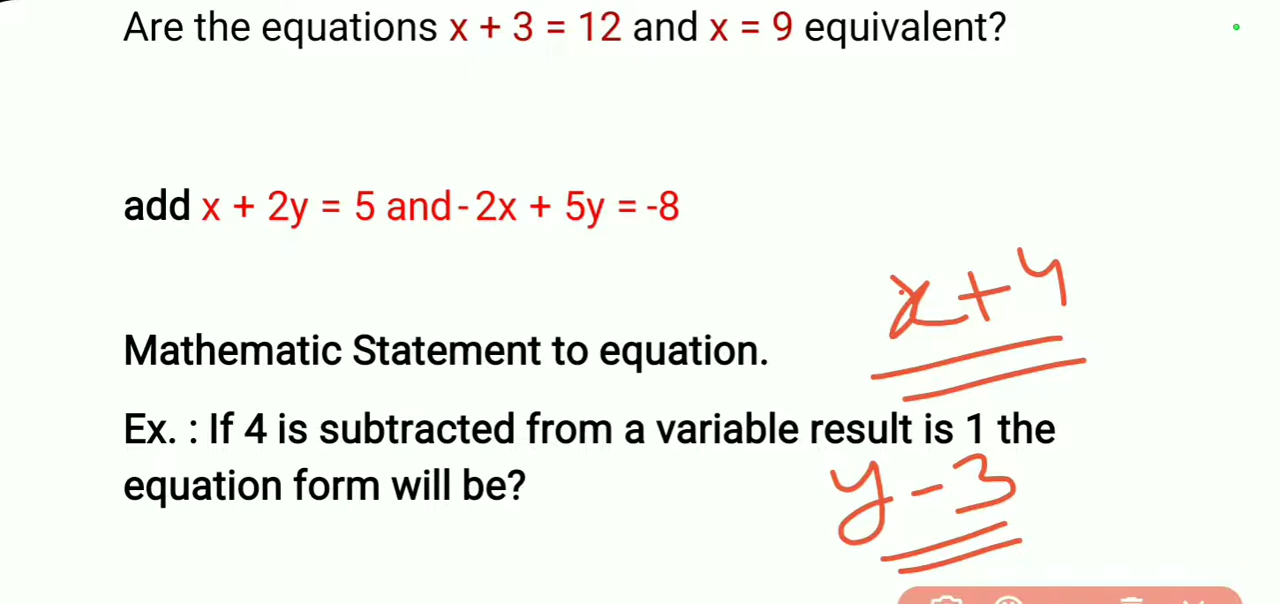 Are the equations x + 3 = 12 and x = 9 equivalent?
add x + 2y = 5 and - 2x + 5y = -8
x+4
Mathematic Statement to equation.
Ex. : If 4 is subtracted from a variable result is 1 the
equation form will be?
y-3